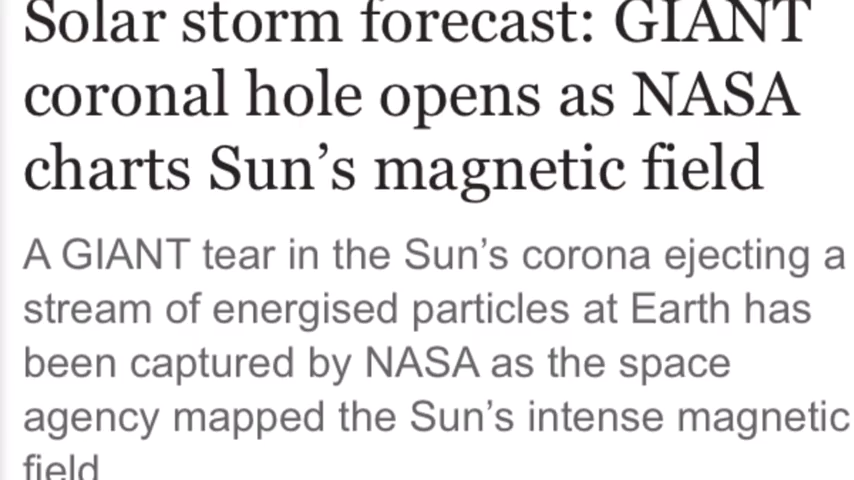 Solar storm forecast: GIANT
coronal hole opens as NASA
charts Sun’s magnetic field
A GIANT tear in the Sun’s corona ejecting a
stream of energised particles at Earth has
been captured by NASA as the space
agency mapped the Sun’s intense magnetic
field